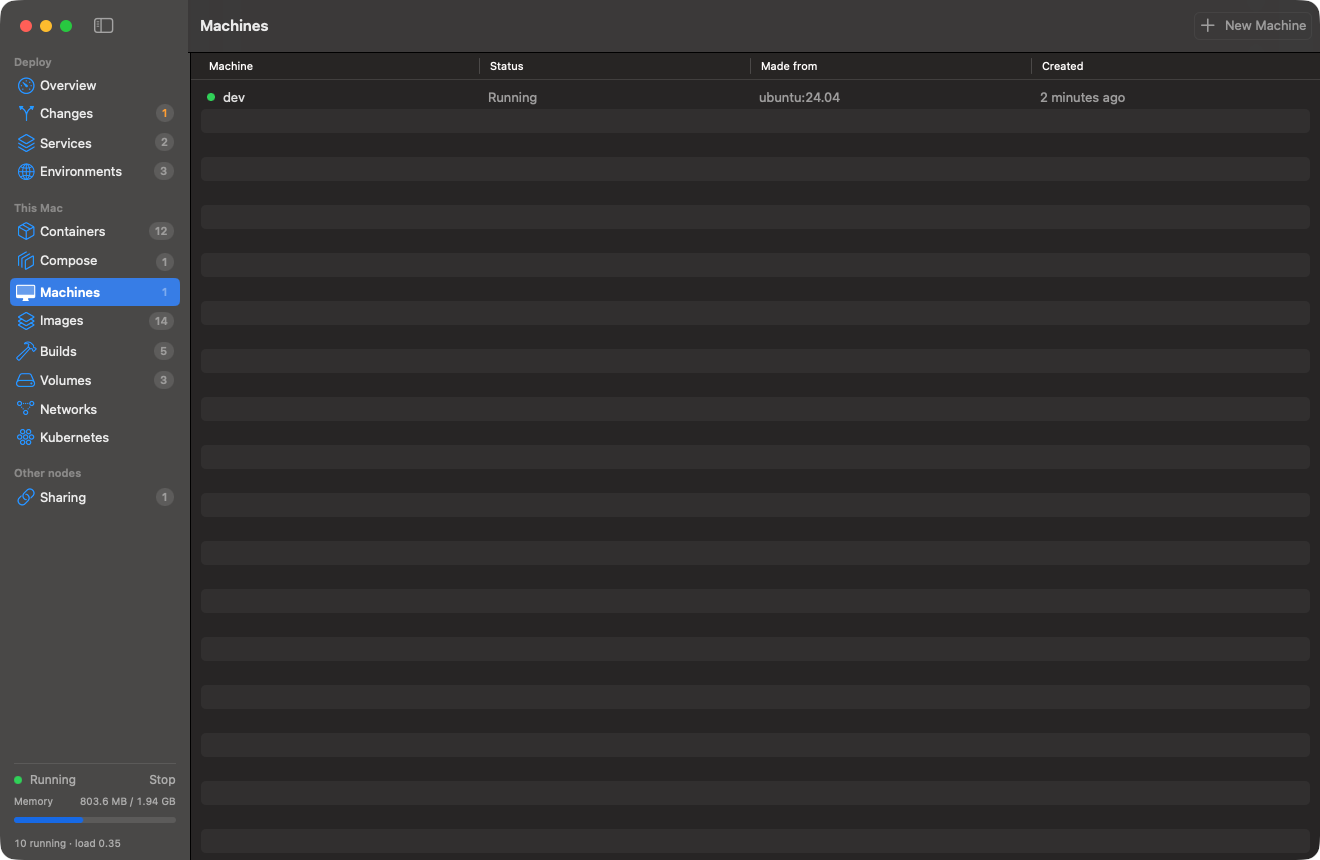 Machines
New Machine
Deploy
Overview
Changes 1
Services 2
Environments 3
This Mac
Containers 12
Compose 1
Machines 1
Images 14
Builds 5
Volumes 3
Networks
Kubernetes
Other nodes
Sharing 1
Machine Status Made from Created
dev Running ubuntu:24.04 2 minutes ago
Running Stop
Memory 803.6 MB / 1.94 GB
10 running · load 0.35